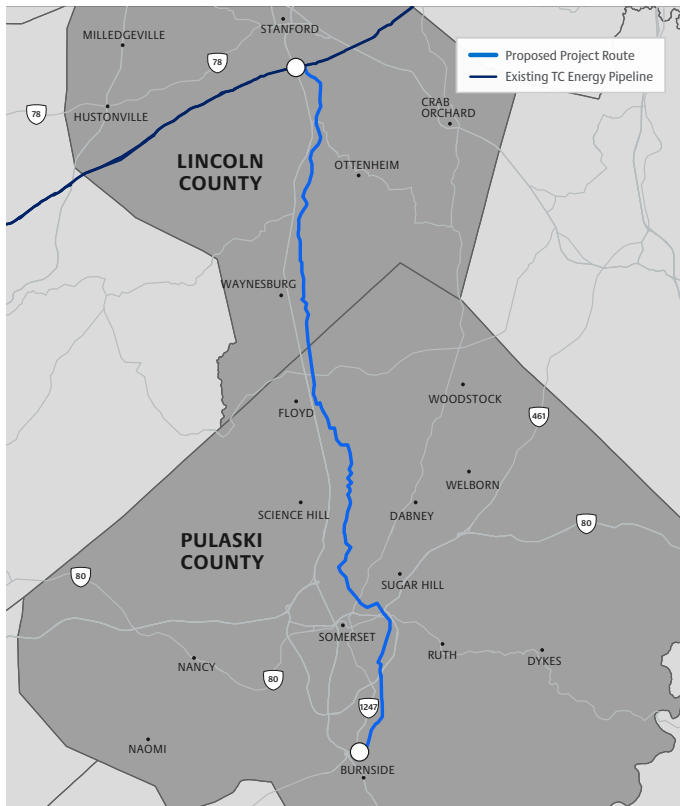 STANFORD
MILLEDGEVILLE
78
Proposed Project Route
Existing TC Energy Pipeline
78
HUSTONVILLE
CRAB
ORCHARD
LINCOLN
COUNTY
OTTENHEIM
WAYNESBURG
WOODSTOCK
FLOYD
461
WELBORN
SCIENCE HILL
DABNEY
80
PULASKI
COUNTY
80
SUGAR HILL
SOMERSET
RUTH
DYKES
NANCY
80
1247
NAOMI
BURNSIDE